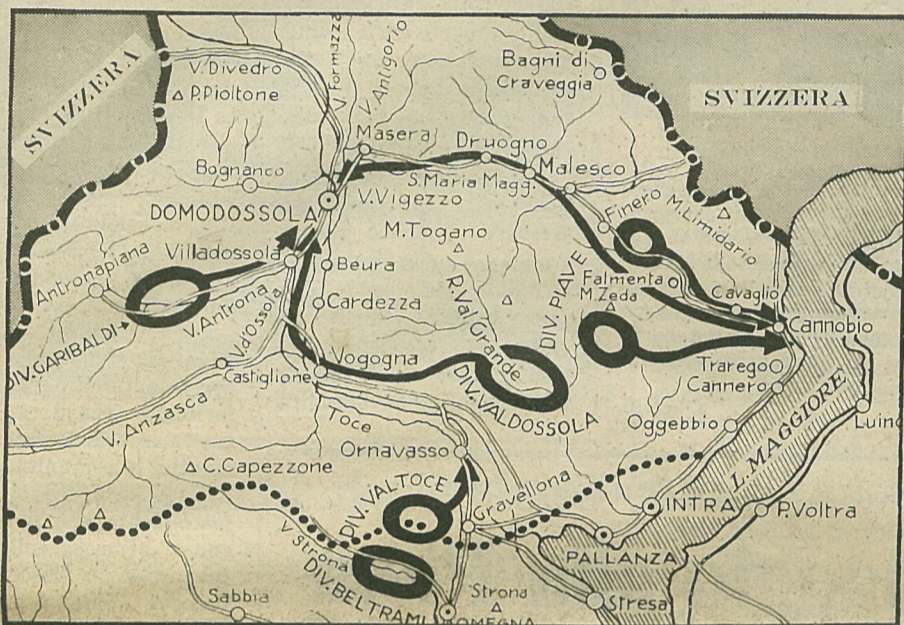 SVIZZERA
V. Divedro
P. Pioltone
V. Formazza
V. Antigorio
Bagni di
Craveggia
SVIZZERA
Masera
Druogno
Malesco
Bognanco
S. Maria Magg.
V. Vigezzo
DOMODOSSOLA
Finero
M. Limidario
M. Togano
Villadossola
Antronapiana
Beura
V. Antrona
Cardezza
R. Val Grande
DIV. PIAVE
Falmenta
M. Zeda
Cavaglio
Cannobio
DIV. GARIBALDI
V. dOssola
Vogogna
Castiglione
DIV. VALDOSSOLA
Trarego
Cannero
V. Anzasca
Toce
Oggebbio
L. MAGGIORE
Ornavasso
C. Capezzone
DIV. VALTOCE
Gravellona
INTRA
P. Voltra
PALLANZA
V. Strona
DIV. BELTRAMI
Strona
Sabbia
Stresa